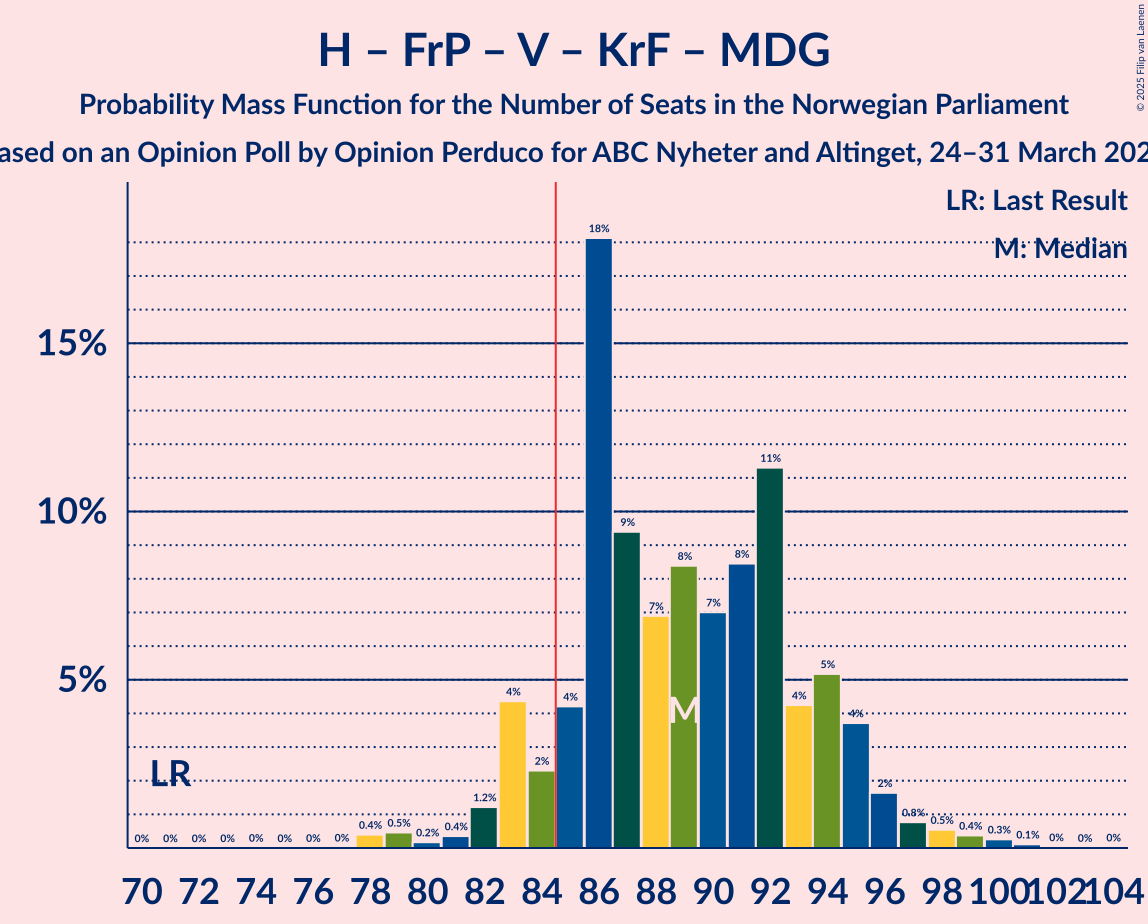 H – FrP – V – KrF – MDG
Probability Mass Function for the Number of Seats in the Norwegian Parliament
ased on an Opinion Poll by Opinion Perduco for ABC Nyheter and Altinget, 24–31 March 202
© 2025 Filip van Laenen
LR: Last Result
M: Median
15%
10%
5%
LR
M
0% 0% 0% 0% 0% 0% 0% 0% 0.4% 0.5% 0.2% 0.4% 1.2% 4% 2% 4% 18% 9% 7% 8% 7% 8% 11% 4% 5% 4% 2% 0.8% 0.5% 0.4% 0.3% 0.1% 0% 0% 0%
70 72 74 76 78 80 82 84 86 88 90 92 94 96 98 100 102 104